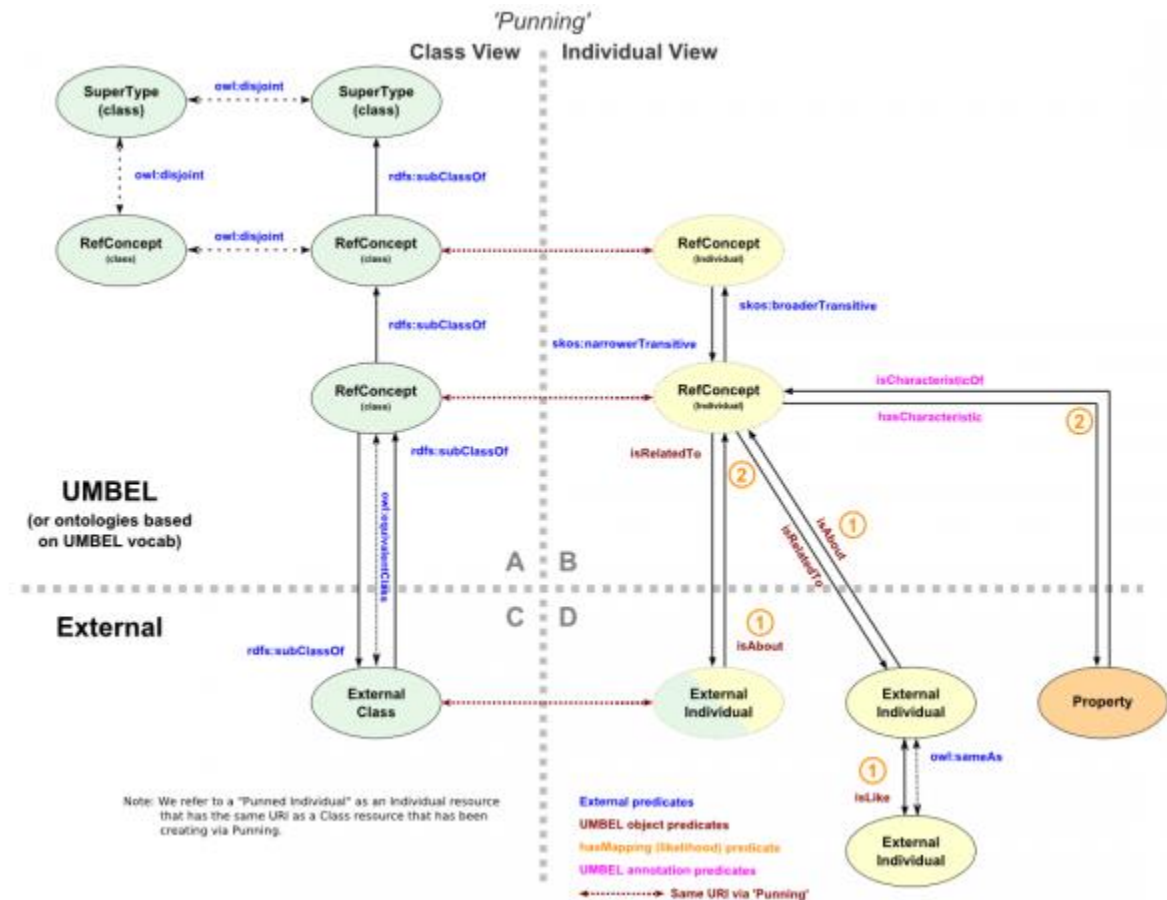 'Punning'
Class View
Individual View
SuperType
(class)
owl:disjoint
SuperType
(class)
owl:disjoint
rdfs:subClassOf
RefConcept
(class)
owl:disjoint
RefConcept
(class)
RefConcept
(Individual)
rdfs:subClassOf
skos:broaderTransitive
skos:narrowerTransitive
RefConcept
(class)
RefConcept
(Individual)
isCharacteristicOf
hasCharacteristic
2
rdfs:subClassOf
owl:equivalentClass
isRelatedTo
2
isAbout
1
isRelatedTo
UMBEL
(or ontologies based
on UMBEL vocab)
A
B
External
C
D
rdfs:subClassOf
1
isAbout
External
Class
External
Individual
External
Individual
Property
1
isLike
owl:sameAs
External
Individual
Note: We refer to a "Punned Individual" as an Individual resource
that has the same URI as a Class resource that has been
creating via Punning.
External predicates
UMBEL object predicates
hasMapping (likelihood) predicate
UMBEL annotation predicates
Same URI via 'Punning'